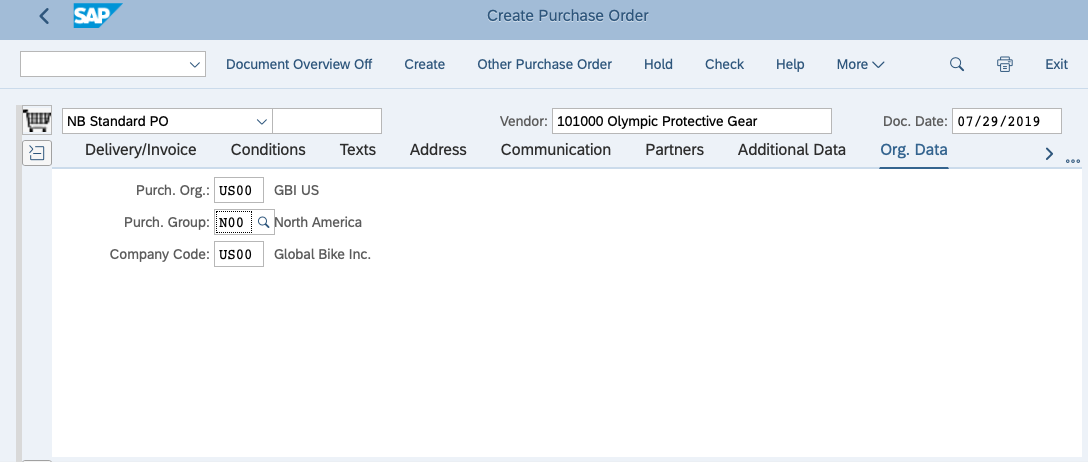 SAP Create Purchase Order
Document Overview Off Create Other Purchase Order Hold Check Help More Exit
NB Standard PO Vendor: 101000 Olympic Protective Gear Doc. Date: 07/29/2019
Delivery/Invoice Conditions Texts Address Communication Partners Additional Data Org. Data
Purch. Org.: US00 GBI US
Purch. Group: N00 North America
Company Code: US00 Global Bike Inc.